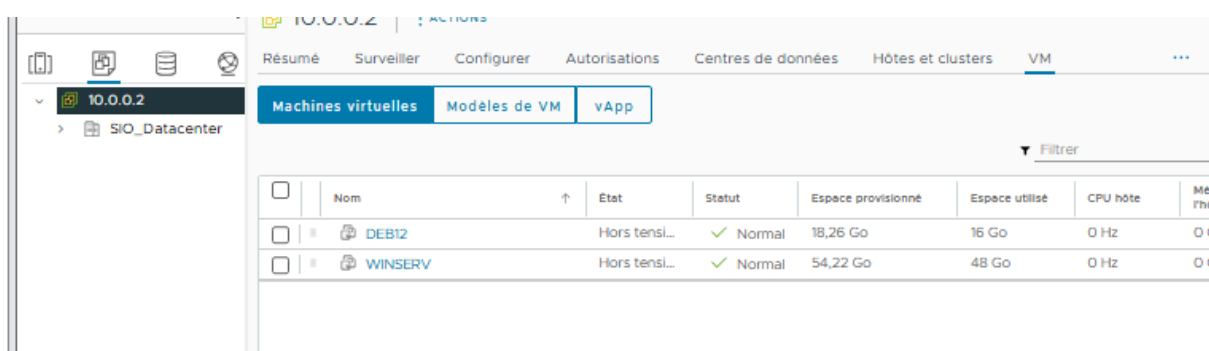 10.0.0.2 ACTIONS
Résumé Surveiller Configurer Autorisations Centres de données Hôtes et clusters VM ...
10.0.0.2
SIO_Datacenter
Machines virtuelles Modèles de VM vApp
Filtrer
Nom État Statut Espace provisionné Espace utilisé CPU hôte
DEB12 Hors tensi... Normal 18,26 Go 16 Go 0 Hz
WINSERV Hors tensi... Normal 54,22 Go 48 Go 0 Hz